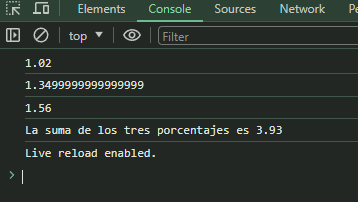 Elements Console Sources Network Pe
top Filter
1.02
1.3499999999999999
1.56
La suma de los tres porcentajes es 3.93
Live reload enabled.
>